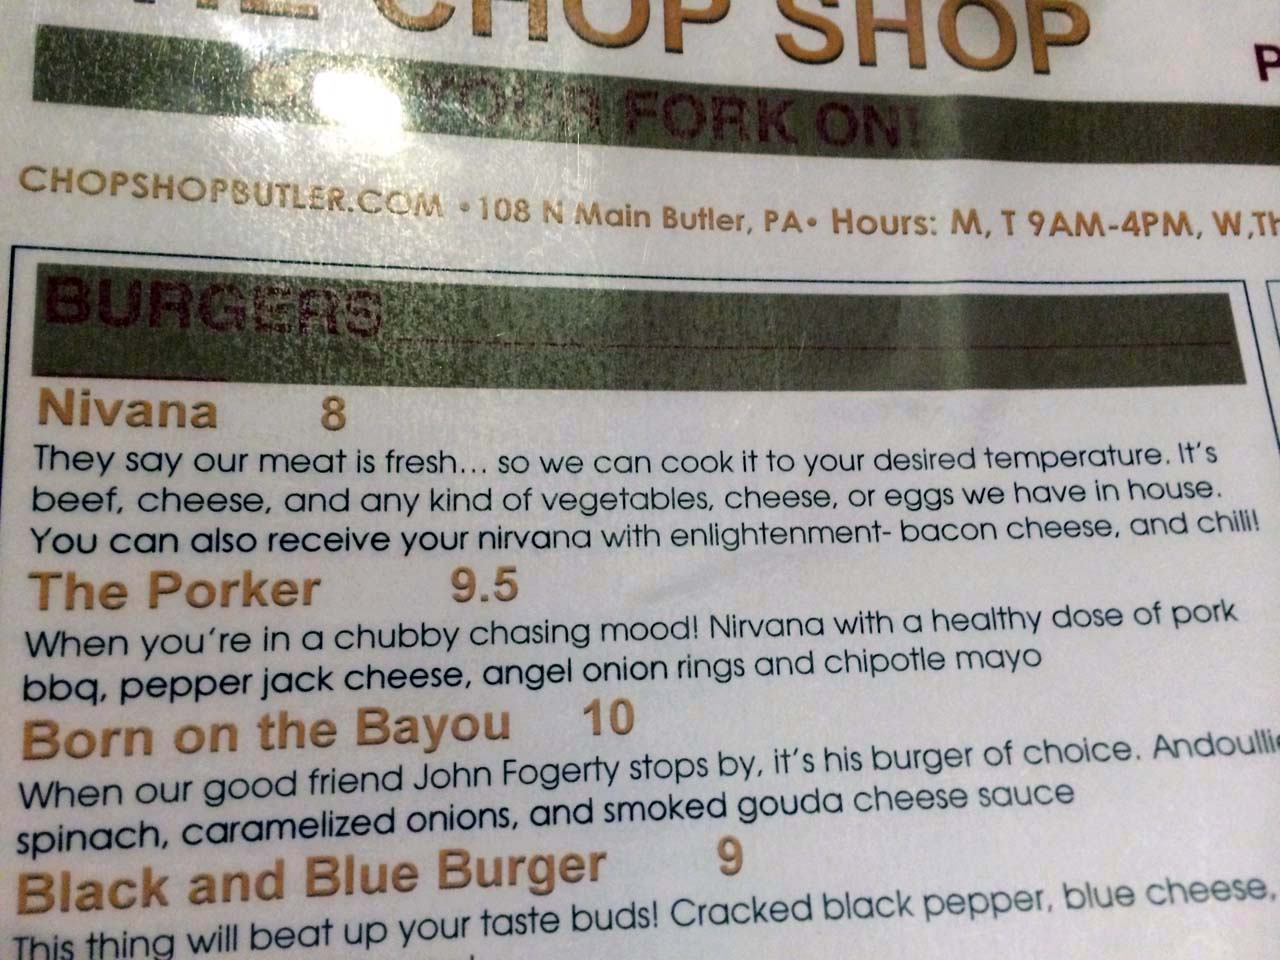 THE CHOP SHOP
P
YOUR FORK ON!
CHOPSHOPBUTLER.COM • 108 N Main Butler, PA• Hours: M, T 9AM-4PM, W,TH
BURGERS
Nivana 8
They say our meat is fresh... so we can cook it to your desired temperature. It's
beef, cheese, and any kind of vegetables, cheese, or eggs we have in house.
You can also receive your nirvana with enlightenment- bacon cheese, and chili!
The Porker 9.5
When you're in a chubby chasing mood! Nirvana with a healthy dose of pork
bbq, pepper jack cheese, angel onion rings and chipotle mayo
Born on the Bayou 10
When our good friend John Fogerty stops by, it's his burger of choice. Andoullie
spinach, caramelized onions, and smoked gouda cheese sauce
Black and Blue Burger 9
This thing will beat up your taste buds! Cracked black pepper, blue cheese,